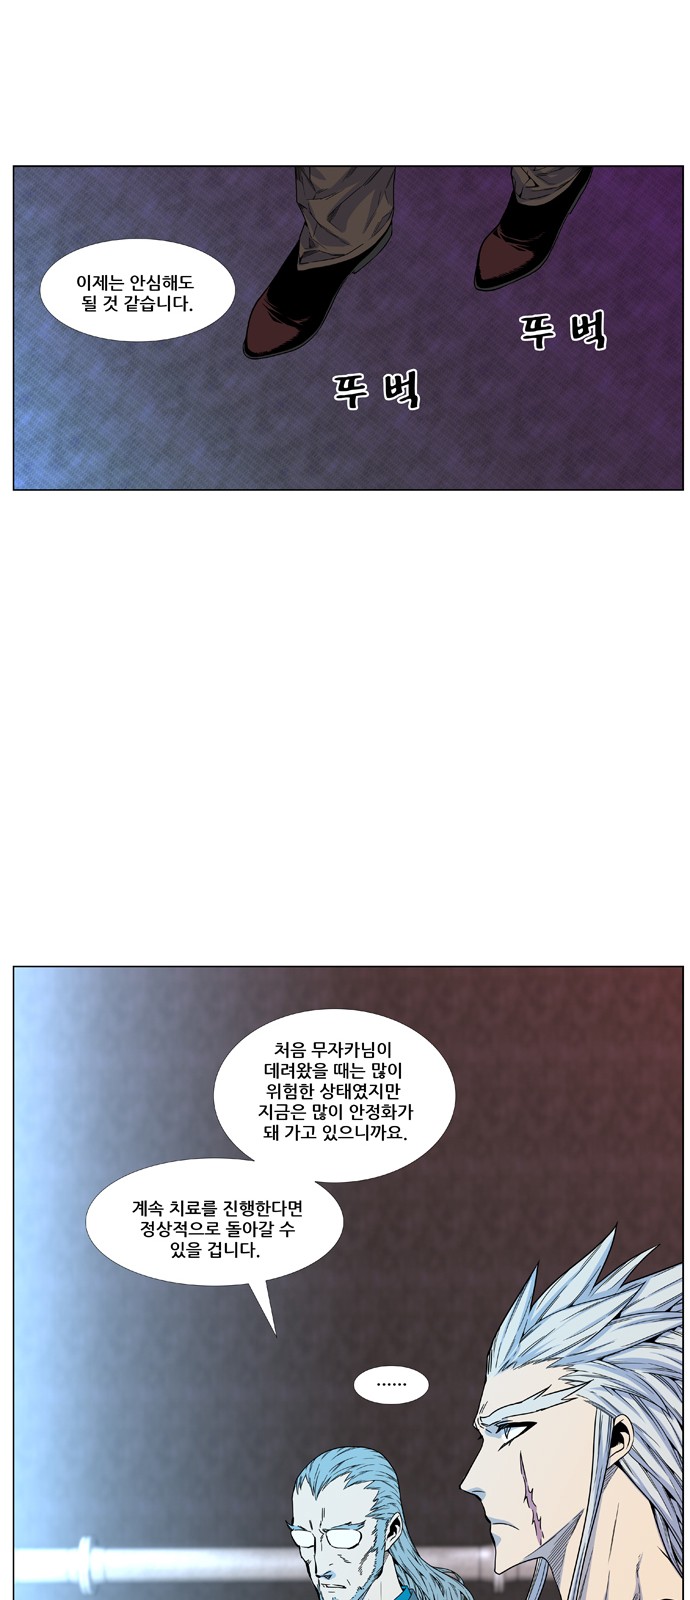 이제는 안심해도
될 것 같습니다.
뚜벅
뚜벅
처음 무자카님이
데려왔을 때는 많이
위험한 상태였지만
지금은 많이 안정화가
돼 가고 있으니까요.
계속 치료를 진행한다면
정상적으로 돌아갈 수
있을 겁니다.
......